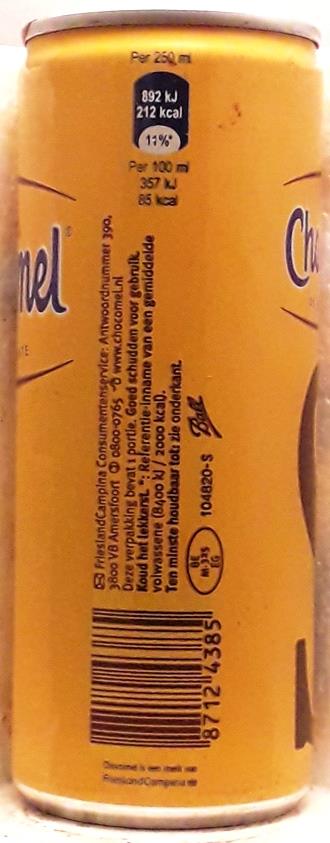 Per 250 ml
892 kJ
212 kcal
11%*
Per 100 ml
357 kJ
85 kcal
nel®
Cho
FrieslandCampina Consumentenservice: Antwoordnummer 390,
3800 VB Amersfoort 0800-0765 www.chocomel.nl
Deze verpakking bevat 1 portie. Goed schudden voor gebruik.
Koud het lekkerst. *: Referentie-inname van een gemiddelde
volwassene (8400 kJ / 2000 kcal).
Ten minste houdbaar tot: zie onderkant.
BE
M-325
EG
104820-S
Ball
8712 4385
Chocomel is een merk van
FrieslandCampina